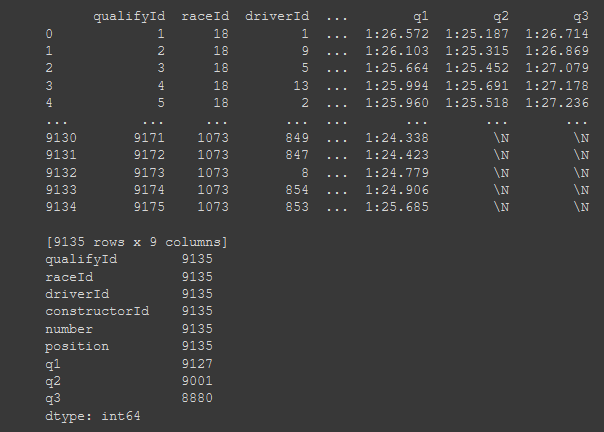 qualifyId raceId driverId ... q1 q2 q3
0 1 18 1 ... 1:26.572 1:25.187 1:26.714
1 2 18 9 ... 1:26.103 1:25.315 1:26.869
2 3 18 5 ... 1:25.664 1:25.452 1:27.079
3 4 18 13 ... 1:25.994 1:25.691 1:27.178
4 5 18 2 ... 1:25.960 1:25.518 1:27.236
... ... ... ... ... ... ... ...
9130 9171 1073 849 ... 1:24.338 \N \N
9131 9172 1073 847 ... 1:24.423 \N \N
9132 9173 1073 8 ... 1:24.779 \N \N
9133 9174 1073 854 ... 1:24.906 \N \N
9134 9175 1073 853 ... 1:25.685 \N \N
[9135 rows x 9 columns]
qualifyId 9135
raceId 9135
driverId 9135
constructorId 9135
number 9135
position 9135
q1 9127
q2 9001
q3 8880
dtype: int64